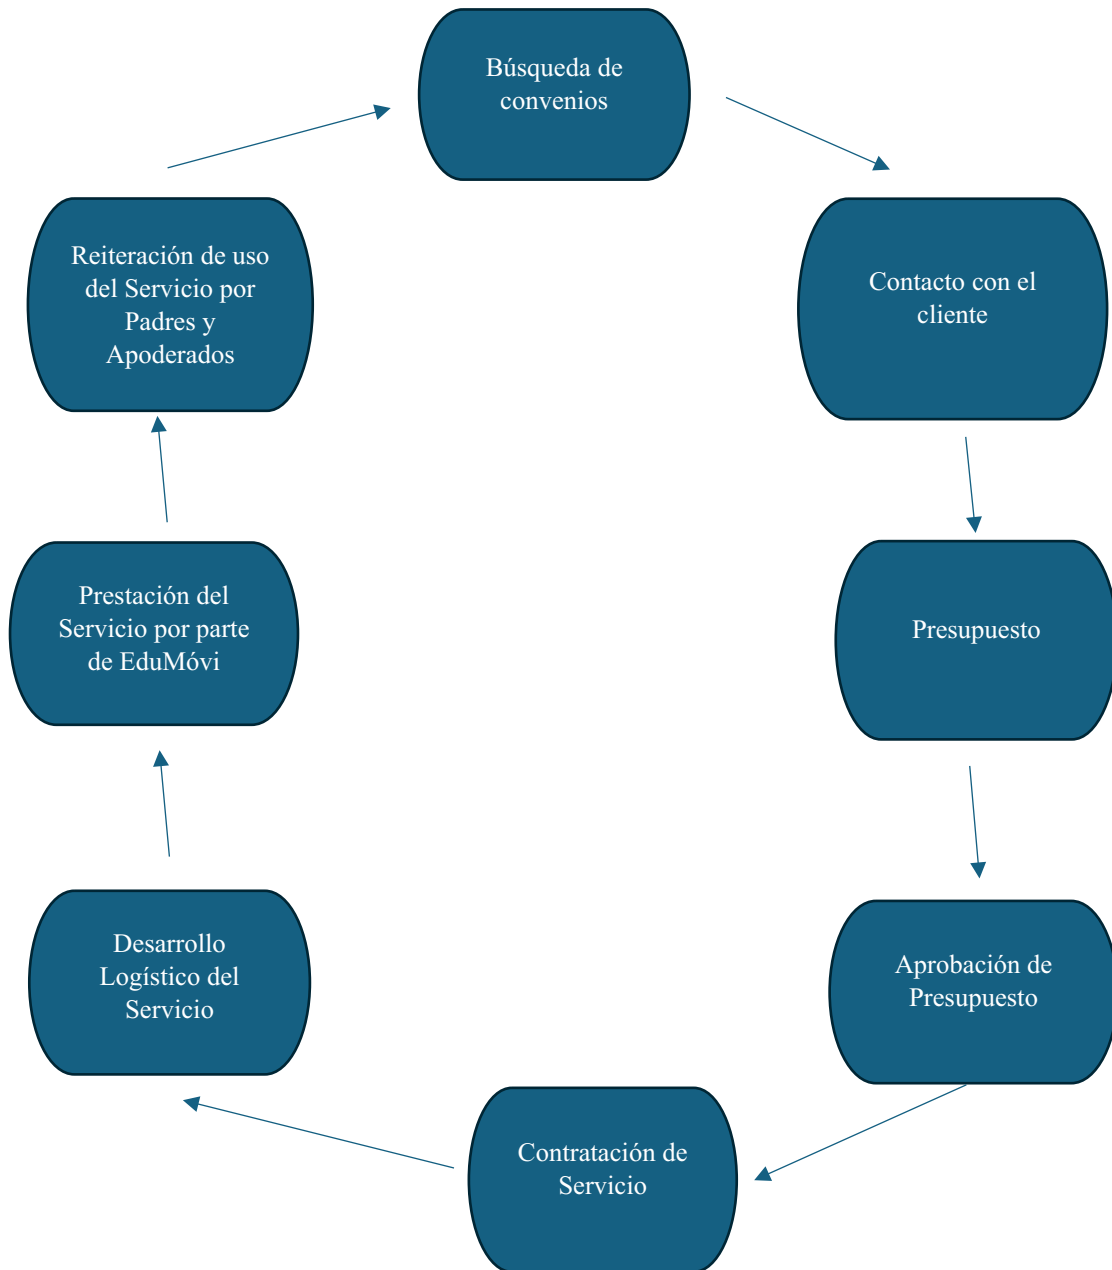 Búsqueda de
convenios
Contacto con el
cliente
Presupuesto
Aprobación de
Presupuesto
Contratación de
Servicio
Desarrollo
Logístico del
Servicio
Prestación del
Servicio por parte
de EduMóvi
Reiteración de uso
del Servicio por
Padres y
Apoderados